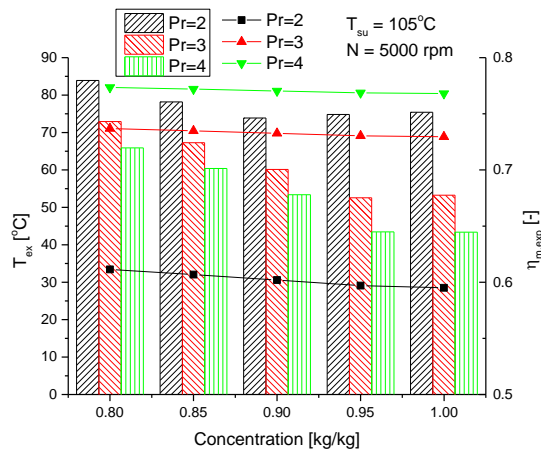 Pr=2 Pr=2
Pr=3 Pr=3
Pr=4 Pr=4
T_su = 105°C
N = 5000 rpm
90
80
70
60
50
40
30
20
10
0
T_ex [°C]
0.8
0.7
0.6
0.5
η_m,exp [-]
0.80 0.85 0.90 0.95 1.00
Concentration [kg/kg]